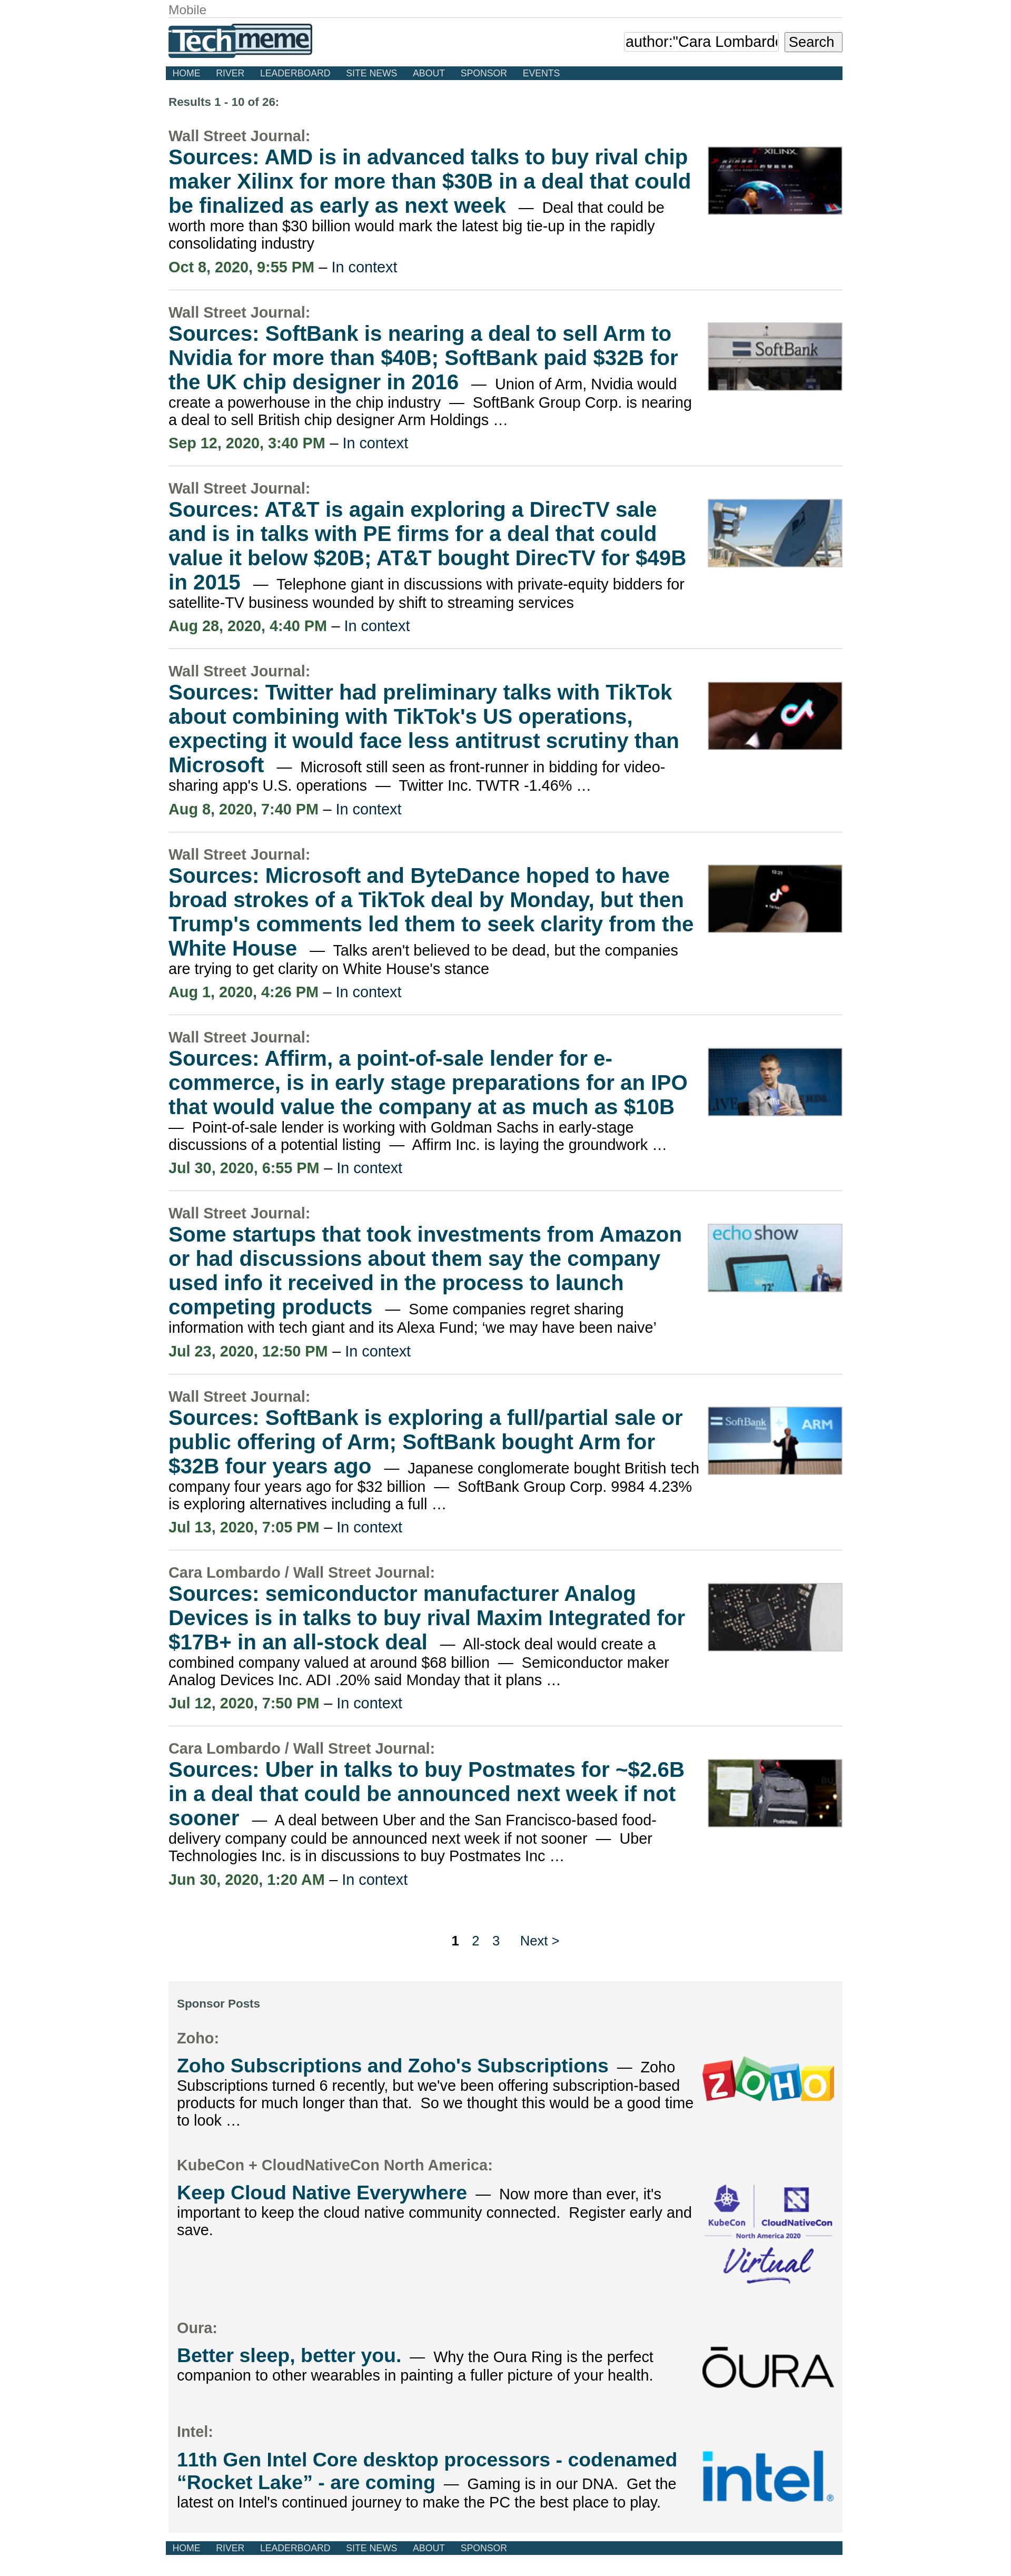 Mobile
Techmeme
author:"Cara Lombard
Search
HOME RIVER LEADERBOARD SITE NEWS ABOUT SPONSOR EVENTS
Results 1 - 10 of 26:
Wall Street Journal:
Sources: AMD is in advanced talks to buy rival chip
maker Xilinx for more than $30B in a deal that could
be finalized as early as next week — Deal that could be
worth more than $30 billion would mark the latest big tie-up in the rapidly
consolidating industry
Oct 8, 2020, 9:55 PM – In context
XILINX
Wall Street Journal:
Sources: SoftBank is nearing a deal to sell Arm to
Nvidia for more than $40B; SoftBank paid $32B for
the UK chip designer in 2016 — Union of Arm, Nvidia would
create a powerhouse in the chip industry — SoftBank Group Corp. is nearing
a deal to sell British chip designer Arm Holdings …
Sep 12, 2020, 3:40 PM – In context
SoftBank
Wall Street Journal:
Sources: AT&T is again exploring a DirecTV sale
and is in talks with PE firms for a deal that could
value it below $20B; AT&T bought DirecTV for $49B
in 2015 — Telephone giant in discussions with private-equity bidders for
satellite-TV business wounded by shift to streaming services
Aug 28, 2020, 4:40 PM – In context
Wall Street Journal:
Sources: Twitter had preliminary talks with TikTok
about combining with TikTok's US operations,
expecting it would face less antitrust scrutiny than
Microsoft — Microsoft still seen as front-runner in bidding for video-
sharing app's U.S. operations — Twitter Inc. TWTR -1.46% …
Aug 8, 2020, 7:40 PM – In context
Wall Street Journal:
Sources: Microsoft and ByteDance hoped to have
broad strokes of a TikTok deal by Monday, but then
Trump's comments led them to seek clarity from the
White House — Talks aren't believed to be dead, but the companies
are trying to get clarity on White House's stance
Aug 1, 2020, 4:26 PM – In context
Wall Street Journal:
Sources: Affirm, a point-of-sale lender for e-
commerce, is in early stage preparations for an IPO
that would value the company at as much as $10B
— Point-of-sale lender is working with Goldman Sachs in early-stage
discussions of a potential listing — Affirm Inc. is laying the groundwork …
Jul 30, 2020, 6:55 PM – In context
Wall Street Journal:
Some startups that took investments from Amazon
or had discussions about them say the company
used info it received in the process to launch
competing products — Some companies regret sharing
information with tech giant and its Alexa Fund; ‘we may have been naive’
Jul 23, 2020, 12:50 PM – In context
echo show
72°
Wall Street Journal:
Sources: SoftBank is exploring a full/partial sale or
public offering of Arm; SoftBank bought Arm for
$32B four years ago — Japanese conglomerate bought British tech
company four years ago for $32 billion — SoftBank Group Corp. 9984 4.23%
is exploring alternatives including a full …
Jul 13, 2020, 7:05 PM – In context
SoftBank + ARM
Cara Lombardo / Wall Street Journal:
Sources: semiconductor manufacturer Analog
Devices is in talks to buy rival Maxim Integrated for
$17B+ in an all-stock deal — All-stock deal would create a
combined company valued at around $68 billion — Semiconductor maker
Analog Devices Inc. ADI .20% said Monday that it plans …
Jul 12, 2020, 7:50 PM – In context
Cara Lombardo / Wall Street Journal:
Sources: Uber in talks to buy Postmates for ~$2.6B
in a deal that could be announced next week if not
sooner — A deal between Uber and the San Francisco-based food-
delivery company could be announced next week if not sooner — Uber
Technologies Inc. is in discussions to buy Postmates Inc …
Jun 30, 2020, 1:20 AM – In context
Postmates
1 2 3 Next >
Sponsor Posts
Zoho:
Zoho Subscriptions and Zoho's Subscriptions — Zoho
Subscriptions turned 6 recently, but we've been offering subscription-based
products for much longer than that. So we thought this would be a good time
to look …
ZOHO
KubeCon + CloudNativeCon North America:
Keep Cloud Native Everywhere — Now more than ever, it's
important to keep the cloud native community connected. Register early and
save.
KubeCon CloudNativeCon
North America 2020
Virtual
Oura:
Better sleep, better you. — Why the Oura Ring is the perfect
companion to other wearables in painting a fuller picture of your health.
ŌURA
Intel:
11th Gen Intel Core desktop processors - codenamed
“Rocket Lake” - are coming — Gaming is in our DNA. Get the
latest on Intel's continued journey to make the PC the best place to play.
intel®
HOME RIVER LEADERBOARD SITE NEWS ABOUT SPONSOR